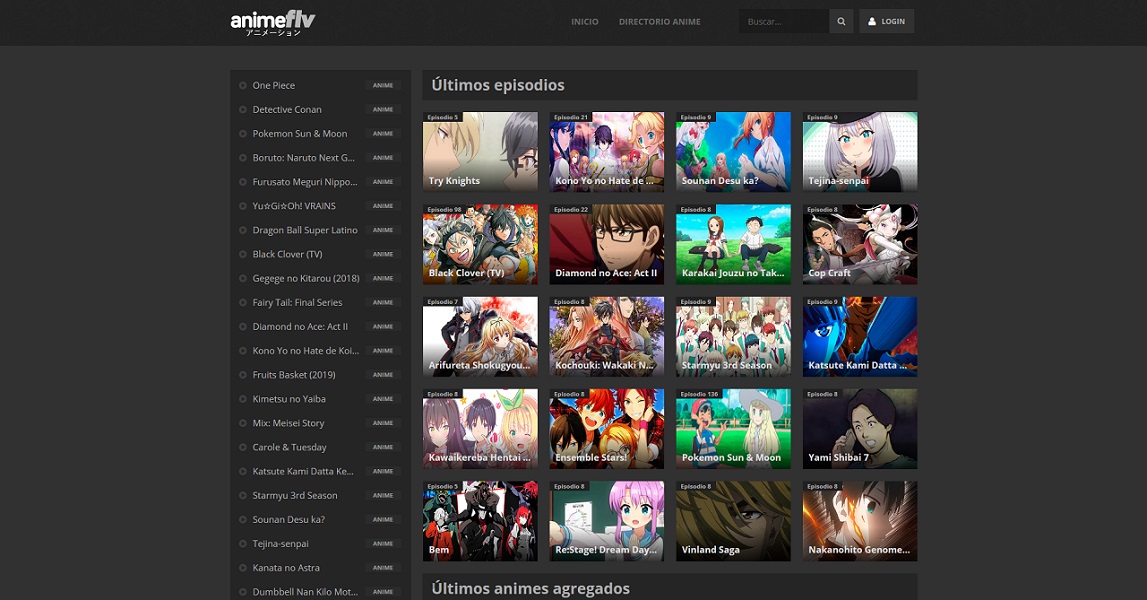 animeflv
アニメーション
INICIO
DIRECTORIO ANIME
Buscar...
LOGIN
One Piece ANIME
Detective Conan ANIME
Pokemon Sun & Moon ANIME
Boruto: Naruto Next G... ANIME
Furusato Meguri Nippo... ANIME
Yu☆Gi☆Oh! VRAINS ANIME
Dragon Ball Super Latino ANIME
Black Clover (TV) ANIME
Gegege no Kitarou (2018) ANIME
Fairy Tail: Final Series ANIME
Diamond no Ace: Act II ANIME
Kono Yo no Hate de Koi... ANIME
Fruits Basket (2019) ANIME
Kimetsu no Yaiba ANIME
Mix: Meisei Story ANIME
Carole & Tuesday ANIME
Katsute Kami Datta Ke... ANIME
Starmyu 3rd Season ANIME
Sounan Desu ka? ANIME
Tejina-senpai ANIME
Kanata no Astra ANIME
Dumbbell Nan Kilo Mot... ANIME
Últimos episodios
Episodio 5
Try Knights
Episodio 21
Kono Yo no Hate de ...
Episodio 9
Sounan Desu ka?
Episodio 9
Tejina-senpai
Episodio 98
Black Clover (TV)
Episodio 22
Diamond no Ace: Act II
Episodio 8
Karakai Jouzu no Tak...
Episodio 8
Cop Craft
Episodio 7
Arifureta Shokugyou...
Episodio 8
Kochouki: Wakaki N...
Episodio 9
Starmyu 3rd Season
Episodio 9
Katsute Kami Datta ...
Episodio 8
Kawaikereba Hentai ...
Episodio 8
Ensemble Stars!
Episodio 136
Pokemon Sun & Moon
Episodio 8
Yami Shibai 7
Episodio 5
Bem
Episodio 8
Re:Stage! Dream Day...
Episodio 8
Vinland Saga
Episodio 8
Nakanohito Genome...
Últimos animes agregados